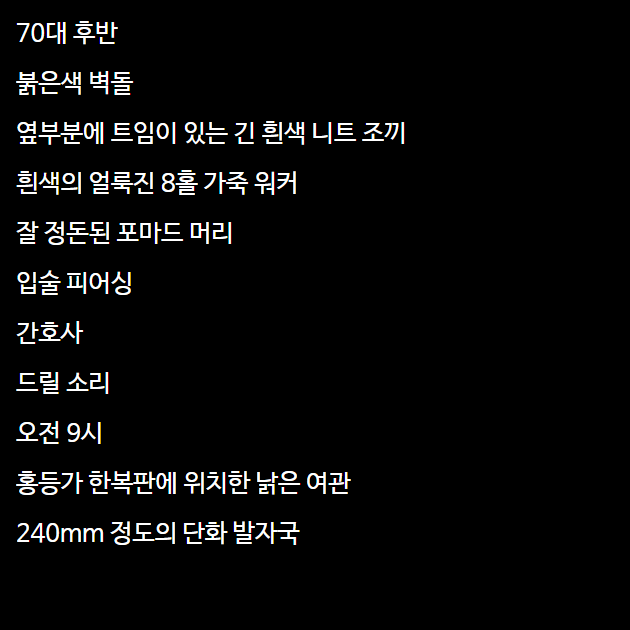 70대 후반
붉은색 벽돌
옆부분에 트임이 있는 긴 흰색 니트 조끼
흰색의 얼룩진 8홀 가죽 워커
잘 정돈된 포마드 머리
입술 피어싱
간호사
드릴 소리
오전 9시
홍등가 한복판에 위치한 낡은 여관
240mm 정도의 단화 발자국